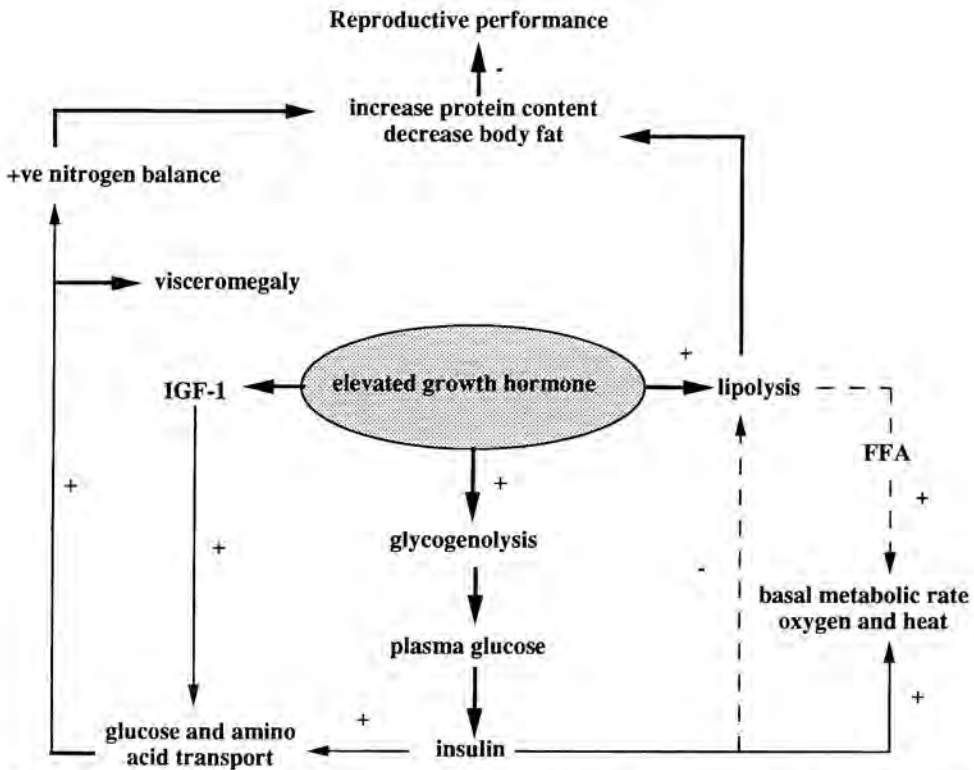 Reproductive performance
-
increase protein content
decrease body fat
+ve nitrogen balance
visceromegaly
elevated growth hormone
+
IGF-1
lipolysis
FFA
+
+
+
glycogenolysis
+
-
basal metabolic rate
oxygen and heat
plasma glucose
+
+
glucose and amino
acid transport
insulin